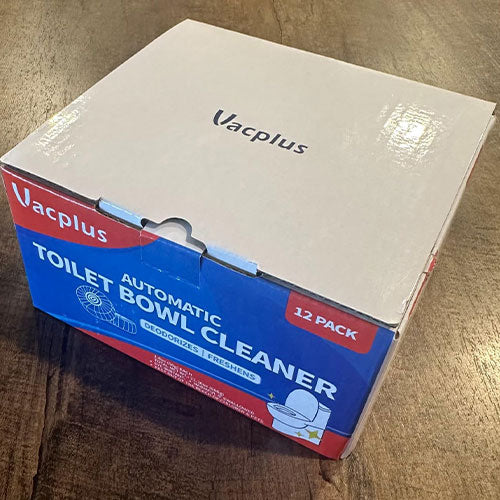 Vacplus
Vacplus
AUTOMATIC
TOILET BOWL CLEANER
DEODORIZES | FRESHENS
12 PACK